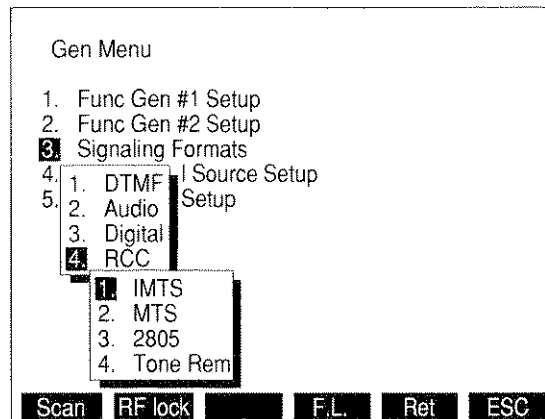 Gen Menu
1. Func Gen #1 Setup
2. Func Gen #2 Setup
3. Signaling Formats
4. l Source Setup
5. Setup
1. DTMF
2. Audio
3. Digital
4. RCC
1. IMTS
2. MTS
3. 2805
4. Tone Rem
Scan RF lock F.L. Ret ESC